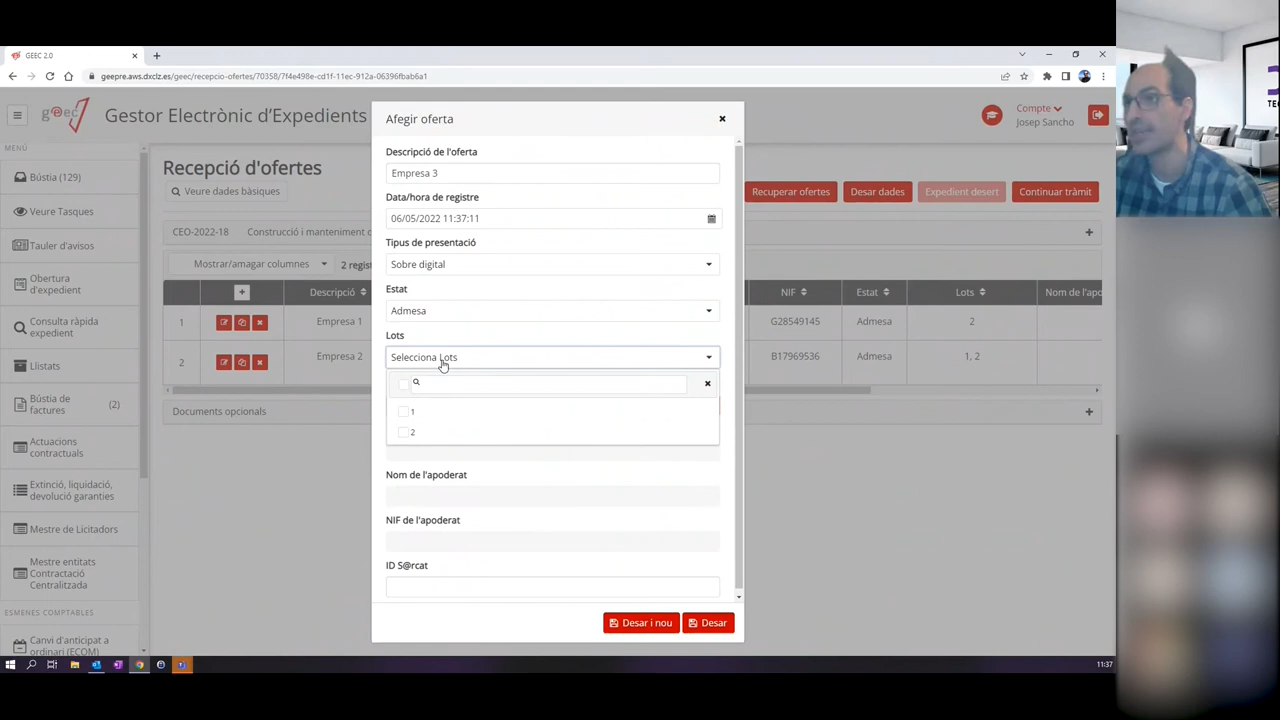 GEEC 2.0
geepre.aws.dxclz.es/geec/recepcio-ofertes/70358/7f4e498e-cd1f-11ec-912a-06396fbab6a1
geec
Gestor Electrònic d'Expedients
Compte
Josep Sancho
MENÚ
Bústia (129)
Veure Tasques
Tauler d'avisos
Obertura d'expedient
Consulta ràpida expedient
Llistats
Bústia de factures (2)
Actuacions contractuals
Extinció, liquidació, devolució garanties
Mestre de Licitadors
Mestre entitats Contractació Centralitzada
ESMENES COMPTABLES
Canvi d'anticipat a ordinari (ECOM)
Recepció d'ofertes
Veure dades bàsiques
Recuperar ofertes
Desar dades
Expedient desert
Continuar tràmit
CEO-2022-18 Construcció i manteniment
Mostrar/amagar columnes
2 regist
Descripció
NIF
Estat
Lots
Nom de l'apo
1 Empresa 1 G28549145 Admesa 2
2 Empresa 2 B17969536 Admesa 1, 2
Documents opcionals
Afegir oferta
Descripció de l'oferta
Empresa 3
Data/hora de registre
06/05/2022 11:37:11
Tipus de presentació
Sobre digital
Estat
Admesa
Lots
Selecciona Lots
1
2
Nom de l'apoderat
NIF de l'apoderat
ID S@rcat
Desar i nou
Desar
11:37